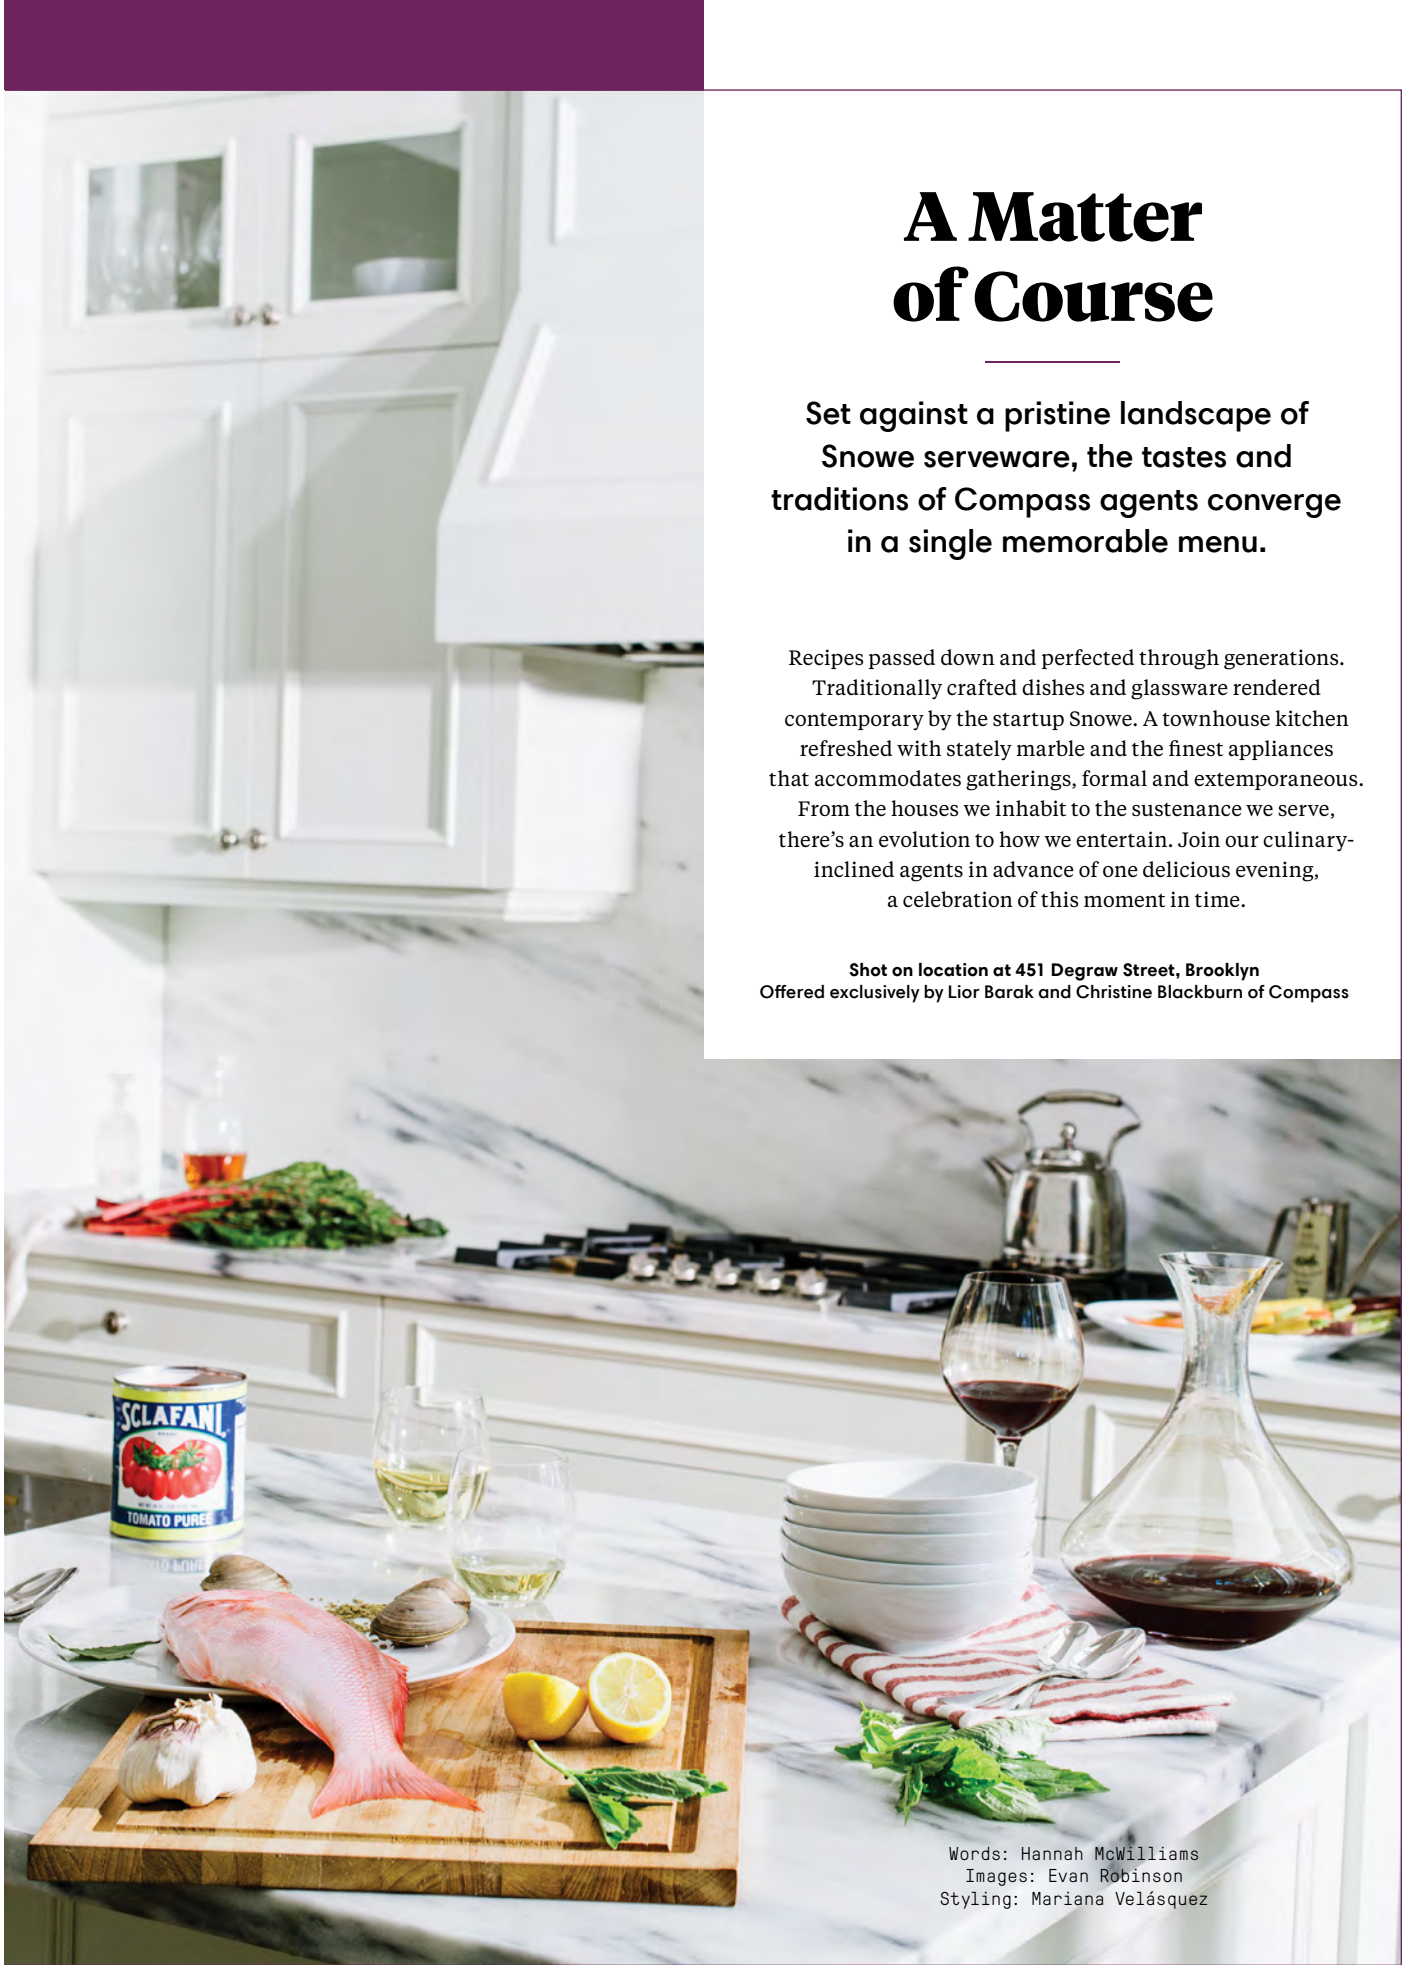 A Matter
of Course
Set against a pristine landscape of
Snowe serveware, the tastes and
traditions of Compass agents converge
in a single memorable menu.
Recipes passed down and perfected through generations.
Traditionally crafted dishes and glassware rendered
contemporary by the startup Snowe. A townhouse kitchen
refreshed with stately marble and the finest appliances
that accommodates gatherings, formal and extemporaneous.
From the houses we inhabit to the sustenance we serve,
there’s an evolution to how we entertain. Join our culinary-
inclined agents in advance of one delicious evening,
a celebration of this moment in time.
Shot on location at 451 Degraw Street, Brooklyn
Offered exclusively by Lior Barak and Christine Blackburn of Compass
SCLAFANI
TOMATO PUREE
Words: Hannah McWilliams
Images: Evan Robinson
Styling: Mariana Velásquez